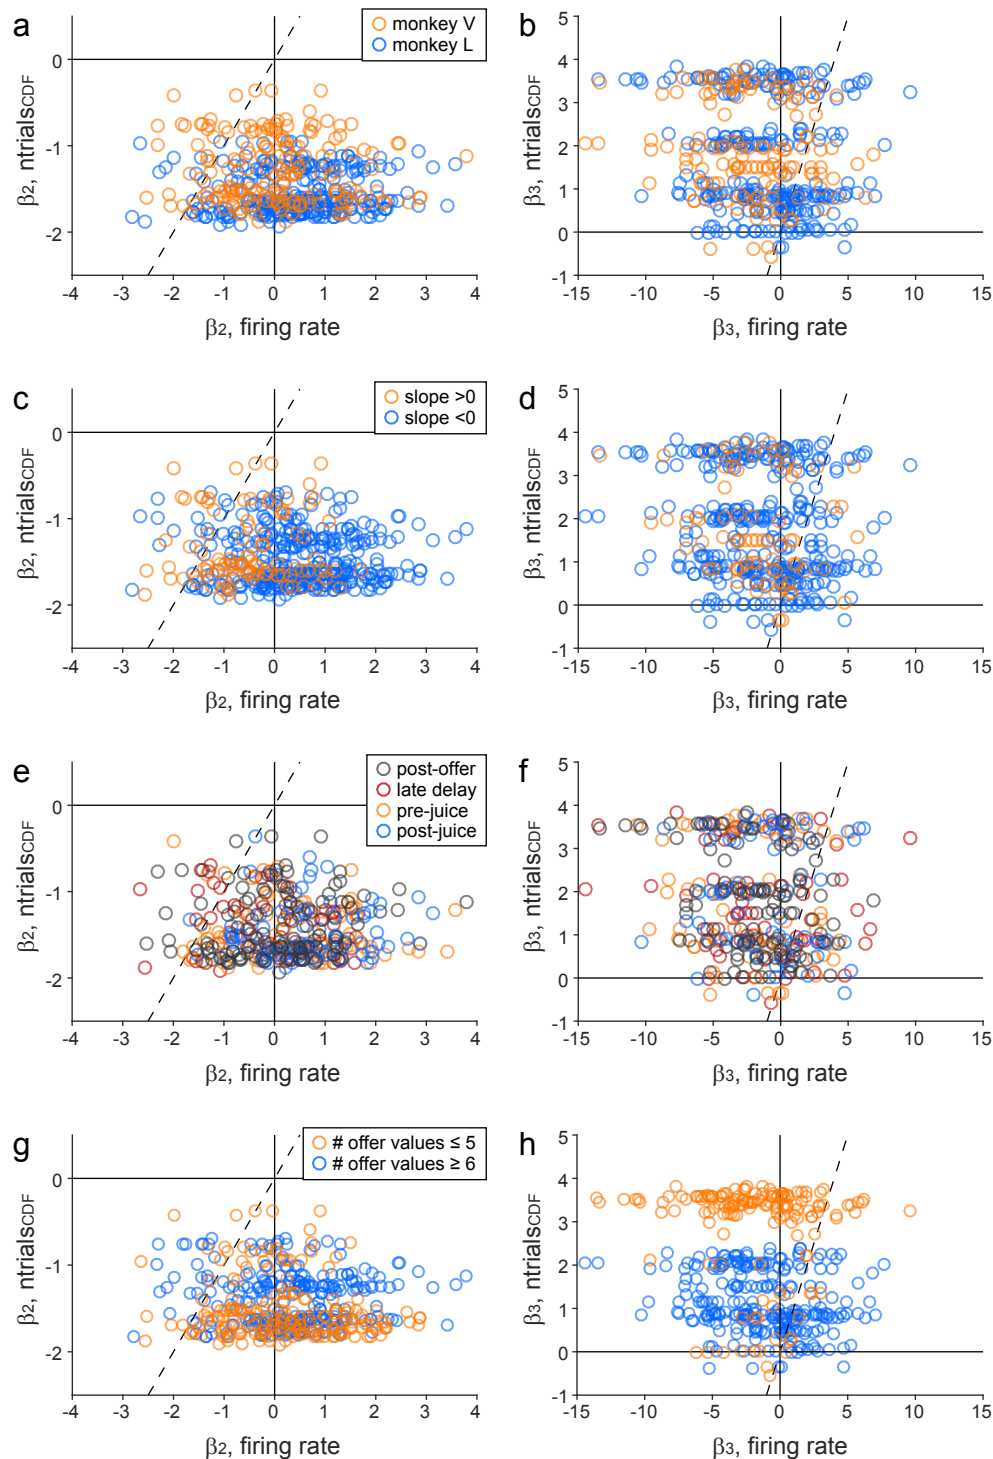 a
monkey V
monkey L
0
-1
-2
β2, ntrialsCDF
-4 -3 -2 -1 0 1 2 3 4
β2, firing rate
b
5
4
3
2
1
0
-1
β3, ntrialsCDF
-15 -10 -5 0 5 10 15
β3, firing rate
c
slope >0
slope <0
0
-1
-2
β2, ntrialsCDF
-4 -3 -2 -1 0 1 2 3 4
β2, firing rate
d
5
4
3
2
1
0
-1
β3, ntrialsCDF
-15 -10 -5 0 5 10 15
β3, firing rate
e
post-offer
late delay
pre-juice
post-juice
0
-1
-2
β2, ntrialsCDF
-4 -3 -2 -1 0 1 2 3 4
β2, firing rate
f
5
4
3
2
1
0
-1
β3, ntrialsCDF
-15 -10 -5 0 5 10 15
β3, firing rate
g
# offer values ≤ 5
# offer values ≥ 6
0
-1
-2
β2, ntrialsCDF
-4 -3 -2 -1 0 1 2 3 4
β2, firing rate
h
5
4
3
2
1
0
-1
β3, ntrialsCDF
-15 -10 -5 0 5 10 15
β3, firing rate